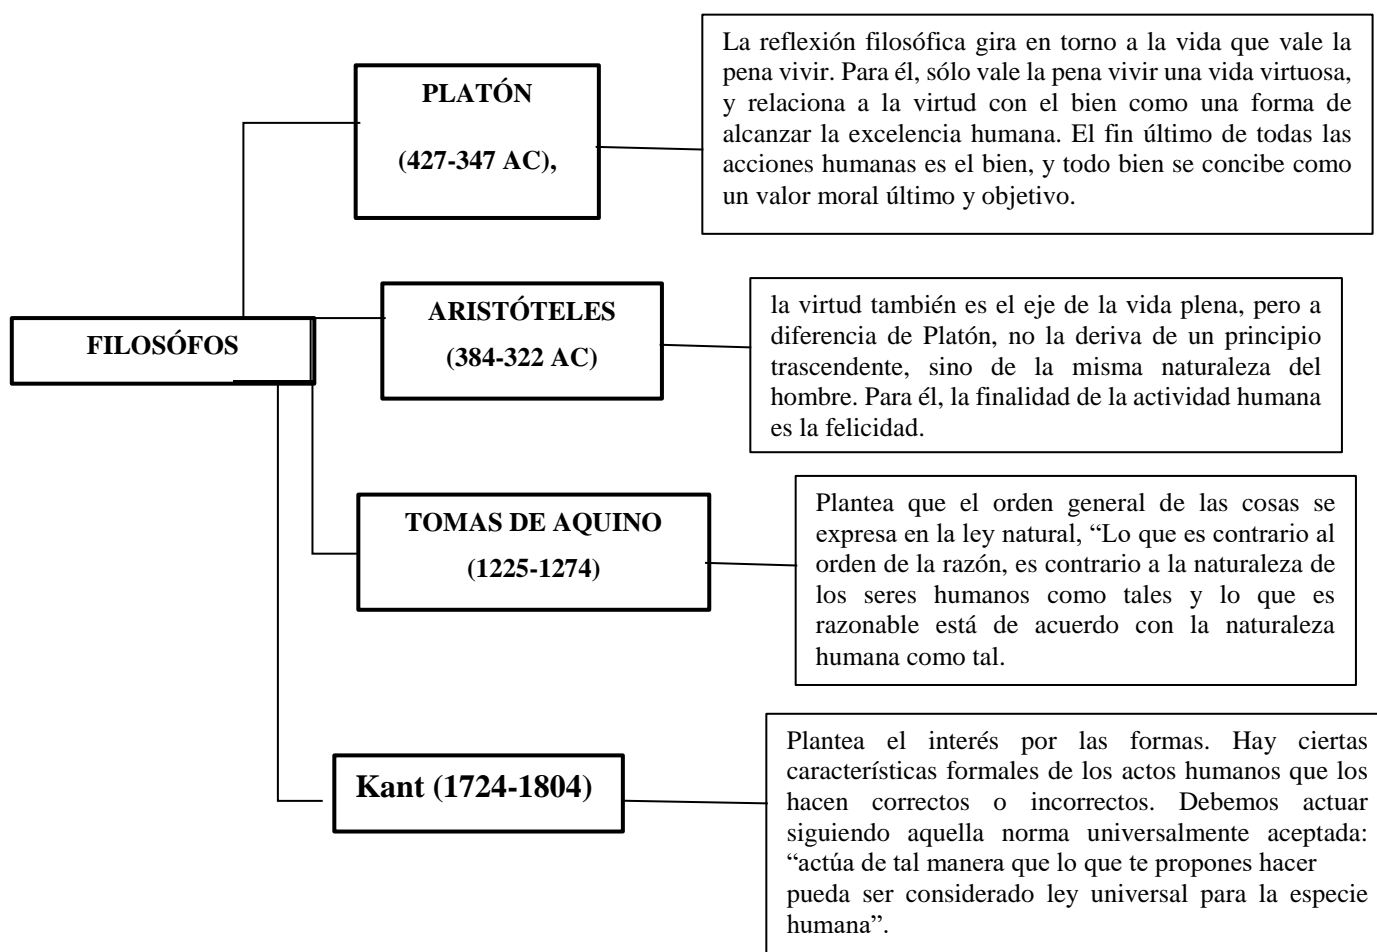 FILOSÓFOS
PLATÓN
(427-347 AC),
La reflexión filosófica gira en torno a la vida que vale la
pena vivir. Para él, sólo vale la pena vivir una vida virtuosa,
y relaciona a la virtud con el bien como una forma de
alcanzar la excelencia humana. El fin último de todas las
acciones humanas es el bien, y todo bien se concibe como
un valor moral último y objetivo.
ARISTÓTELES
(384-322 AC)
la virtud también es el eje de la vida plena, pero a
diferencia de Platón, no la deriva de un principio
trascendente, sino de la misma naturaleza del
hombre. Para él, la finalidad de la actividad humana
es la felicidad.
TOMAS DE AQUINO
(1225-1274)
Plantea que el orden general de las cosas se
expresa en la ley natural, “Lo que es contrario al
orden de la razón, es contrario a la naturaleza de
los seres humanos como tales y lo que es
razonable está de acuerdo con la naturaleza
humana como tal.
Kant (1724-1804)
Plantea el interés por las formas. Hay ciertas
características formales de los actos humanos que los
hacen correctos o incorrectos. Debemos actuar
siguiendo aquella norma universalmente aceptada:
“actúa de tal manera que lo que te propones hacer
pueda ser considerado ley universal para la especie
humana”.